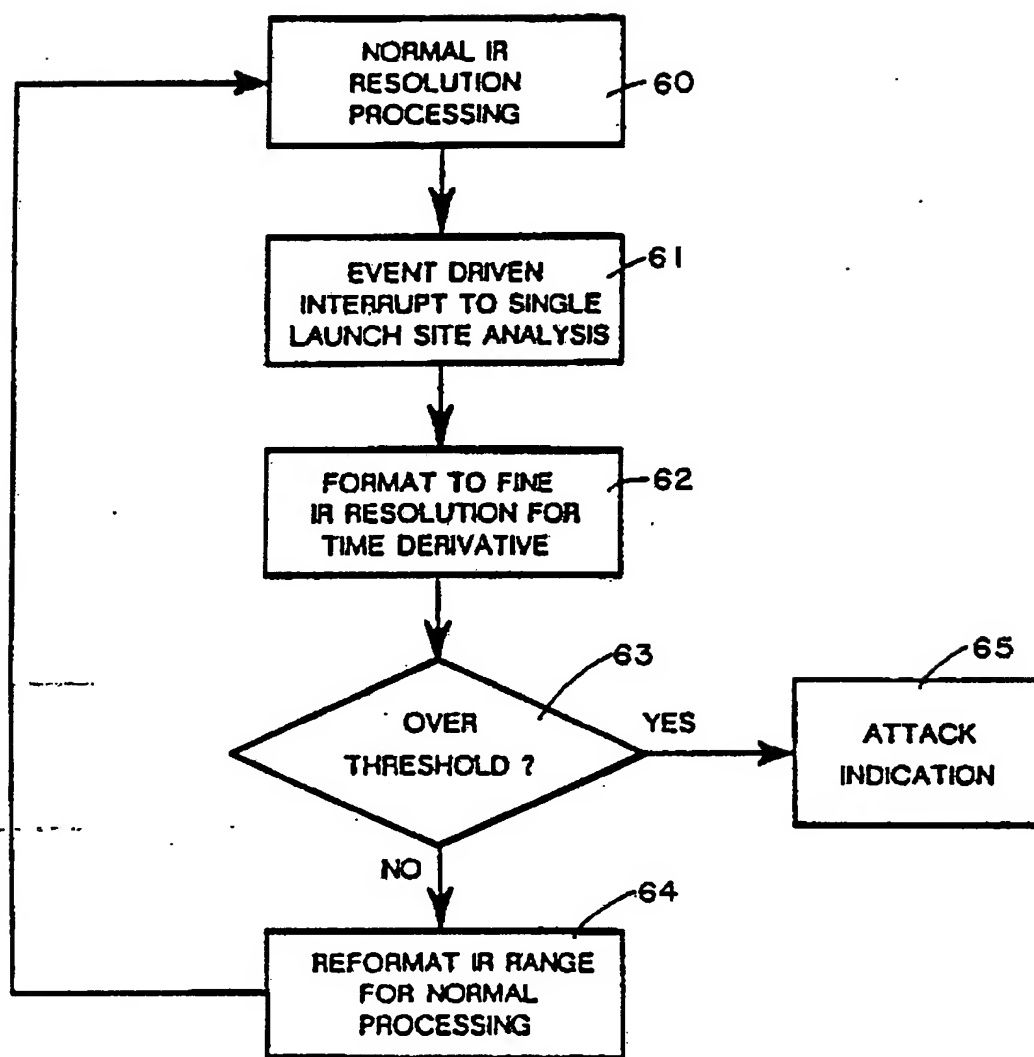 NORMAL IR
RESOLUTION
PROCESSING
60
EVENT DRIVEN
INTERRUPT TO SINGLE
LAUNCH SITE ANALYSIS
61
FORMAT TO FINE
IR RESOLUTION FOR
TIME DERIVATIVE
62
OVER
THRESHOLD ?
63
YES
ATTACK
INDICATION
65
NO
REFORMAT IR RANGE
FOR NORMAL
PROCESSING
64